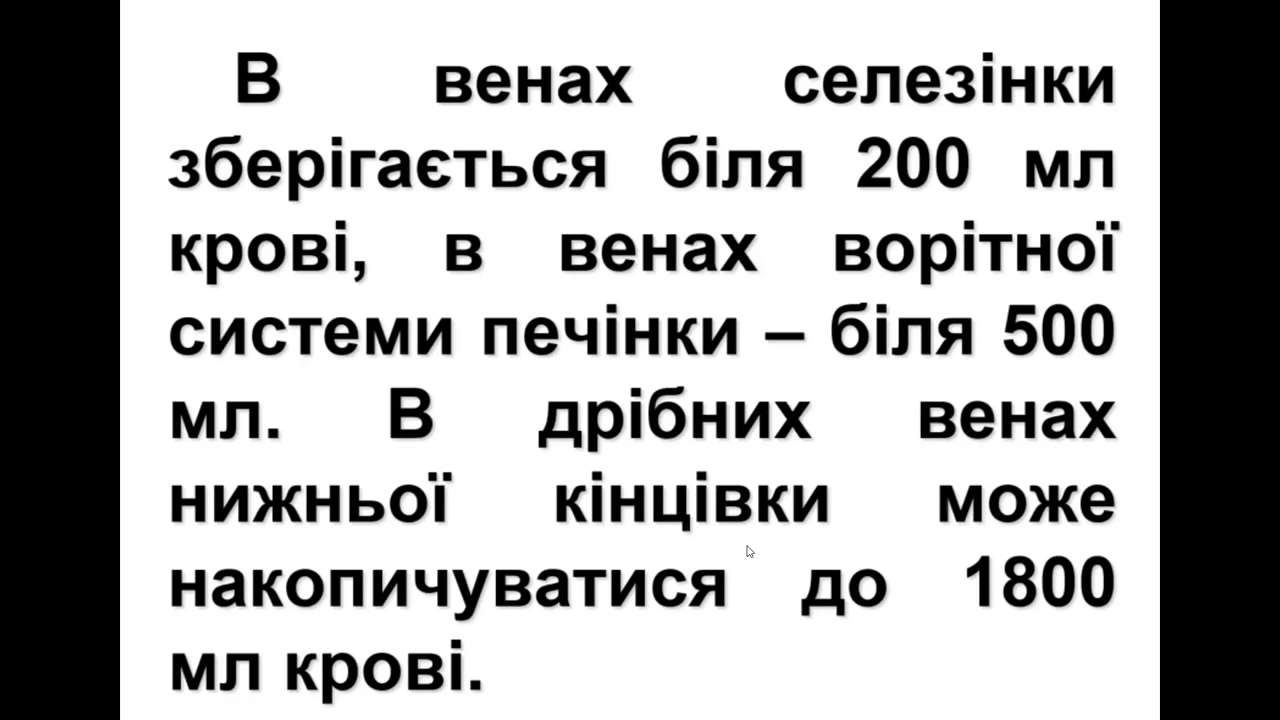 В венах селезінки
зберігається біля 200 мл
крові, в венах ворітної
системи печінки – біля 500
мл. В дрібних венах
нижньої кінцівки може
накопичуватися до 1800
мл крові.